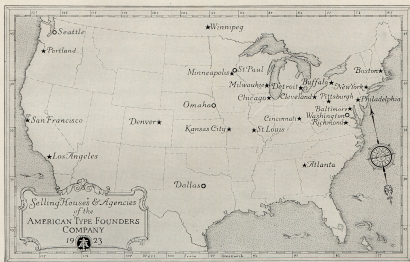 Seattle
Winnipeg
Portland
Minneapolis
St Paul
Boston
Milwaukee
Detroit
Buffalo
New York
Chicago
Cleveland
Pittsburgh
Philadelphia
Omaha
Baltimore
Washington
Richmond
San Francisco
Denver
Kansas City
St Louis
Cincinnati
Los Angeles
Atlanta
Dallas
Selling Houses & Agencies
of the
AMERICAN TYPE FOUNDERS
COMPANY
19 23